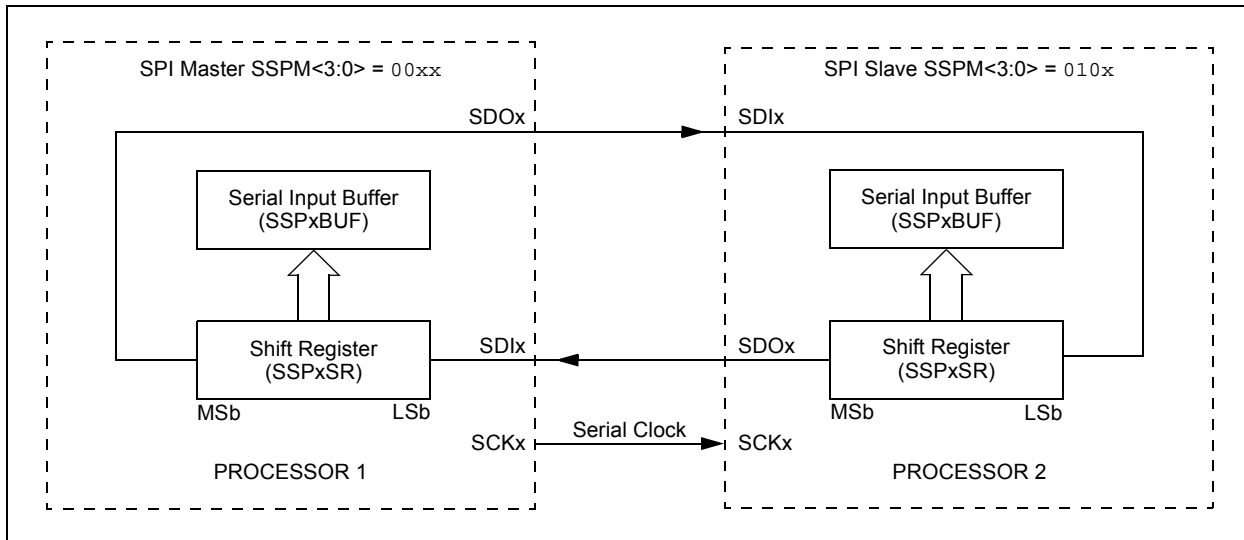 SPI Master SSPM<3:0> = 00xx
SDOx
Serial Input Buffer
(SSPxBUF)
Shift Register
(SSPxSR)
MSb
LSb
SDIx
SCKx
PROCESSOR 1
Serial Clock
SPI Slave SSPM<3:0> = 010x
SDIx
Serial Input Buffer
(SSPxBUF)
SDOx
Shift Register
(SSPxSR)
MSb
LSb
SCKx
PROCESSOR 2